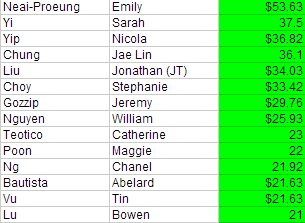 Neai-Proeung Emily $53.63
Yi Sarah 37.5
Yip Nicola $36.82
Chung Jae Lin 36.1
Liu Jonathan (JT) $34.03
Choy Stephanie $33.42
Gozzip Jeremy $29.76
Nguyen William $25.93
Teotico Catherine 23
Poon Maggie 22
Ng Chanel 21.92
Bautista Abelard $21.63
Vu Tin $21.63
Lu Bowen 21